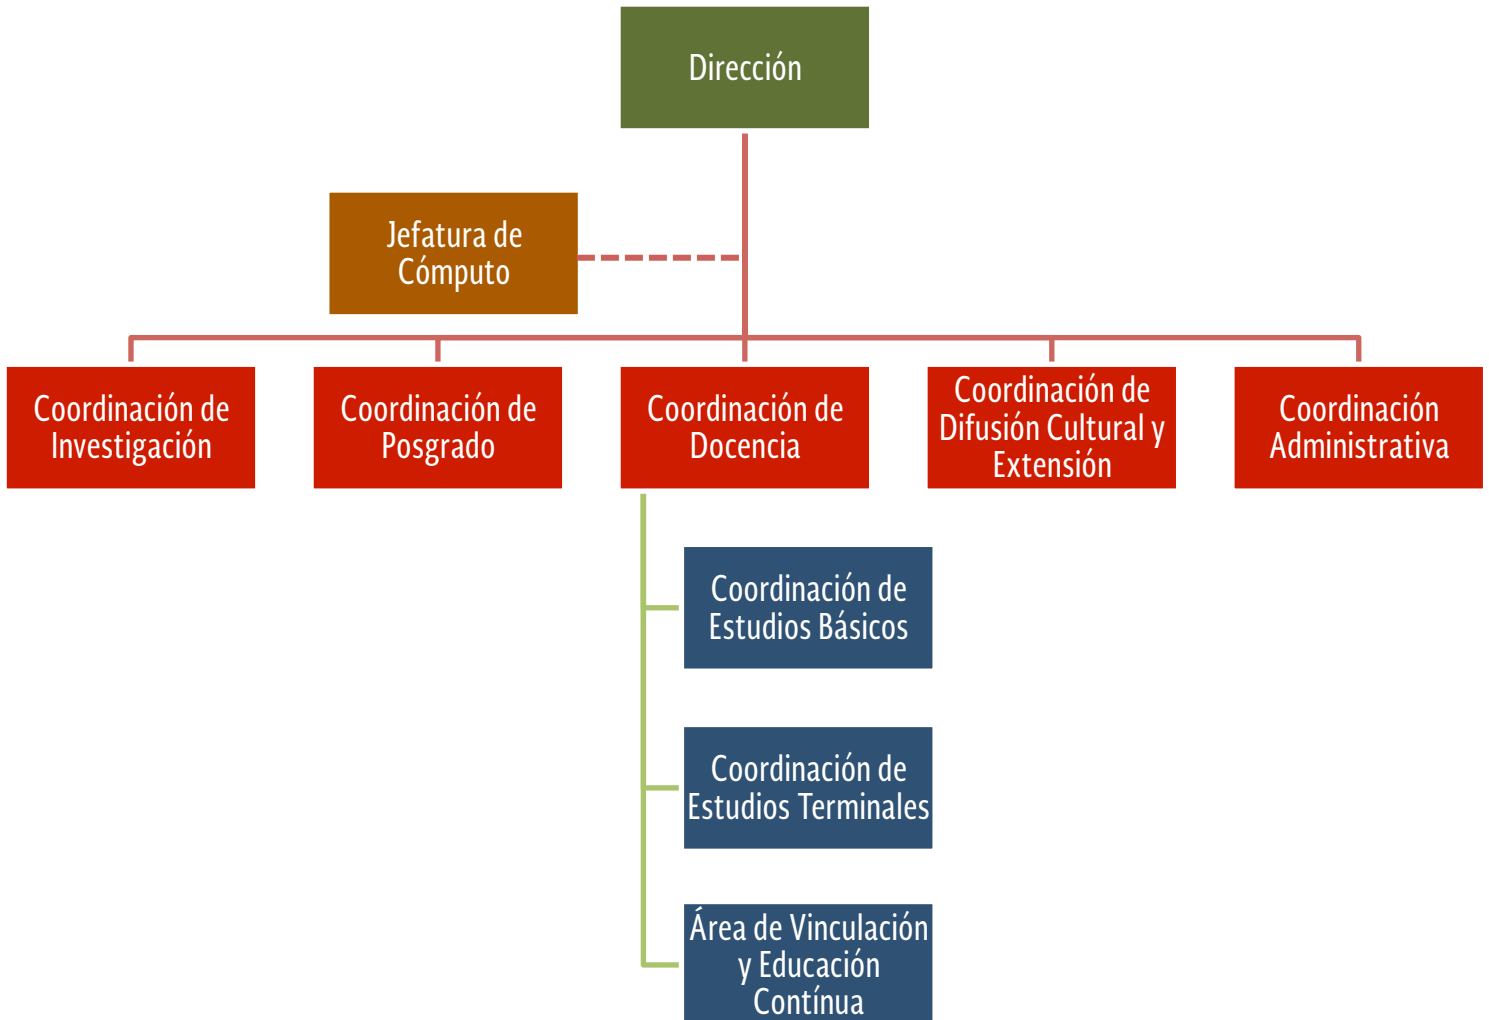 Dirección
Jefatura de
Cómputo
Coordinación de
Investigación
Coordinación de
Posgrado
Coordinación de
Docencia
Coordinación de
Difusión Cultural y
Extensión
Coordinación
Administrativa
Coordinación de
Estudios Básicos
Coordinación de
Estudios Terminales
Área de Vinculación
y Educación
Contínua